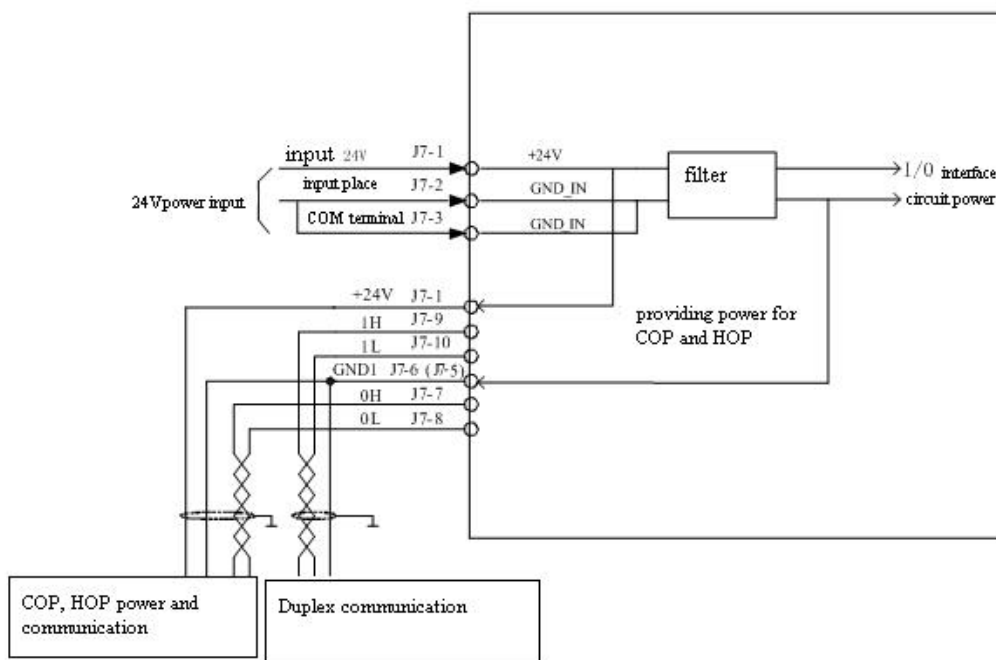 input 24V J7-1 +24V
input place J7-2 GND_IN
24Vpower input
COM terminal J7-3 GND_IN
filter
I/O interface
circuit power
+24V J7-1
1H J7-9
1L J7-10
GND1 J7-6 (J7-5)
0H J7-7
0L J7-8
providing power for
COP and HOP
COP, HOP power and
communication
Duplex communication